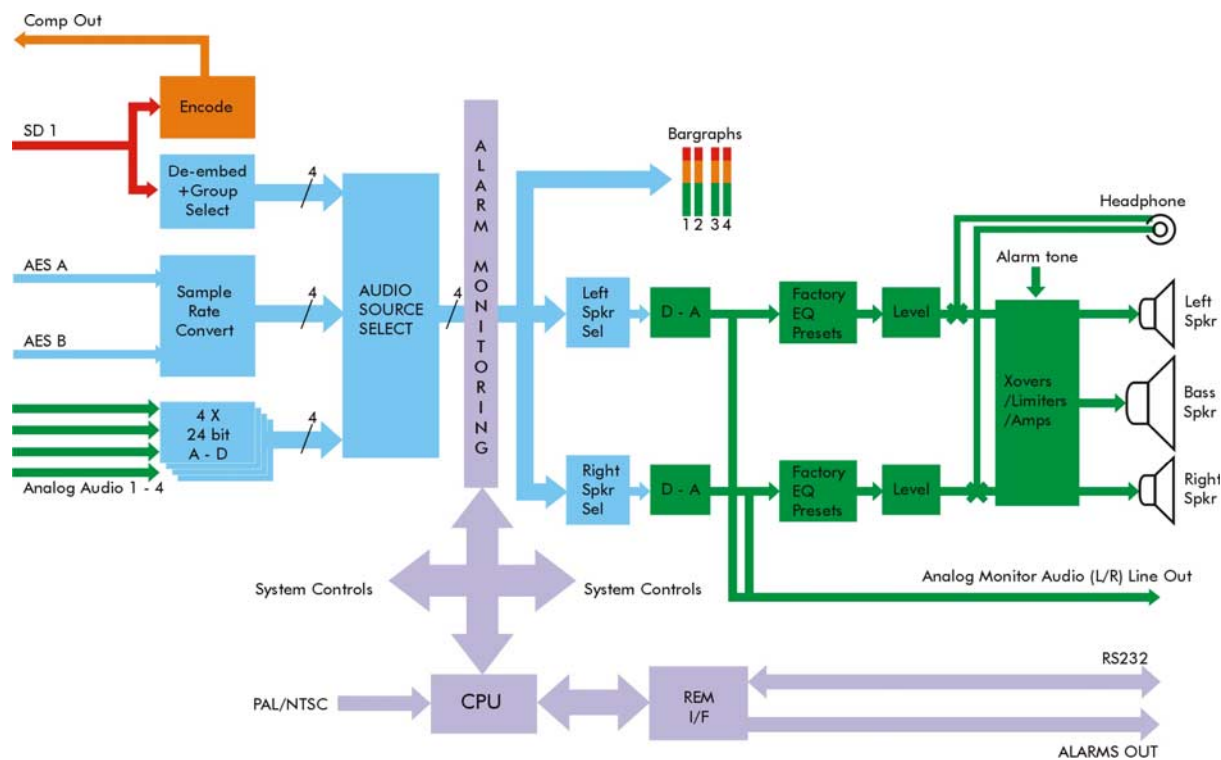 Comp Out
Encode
SD 1
De-embed
+Group
Select
4
AES A
AES B
Sample
Rate
Convert
4
4 X
24 bit
A - D
4
Analog Audio 1 - 4
AUDIO
SOURCE
SELECT
4
ALARM MONITORING
Bargraphs
1 2 3 4
Left
Spkr
Sel
D - A
Factory
EQ
Presets
Level
Headphone
Alarm tone
Xovers
/Limiters
/Amps
Left
Spkr
Bass
Spkr
Right
Spkr
Right
Spkr
Sel
D - A
Factory
EQ
Presets
Level
Analog Monitor Audio (L/R) Line Out
System Controls
System Controls
PAL/NTSC
CPU
REM
I/F
RS232
ALARMS OUT